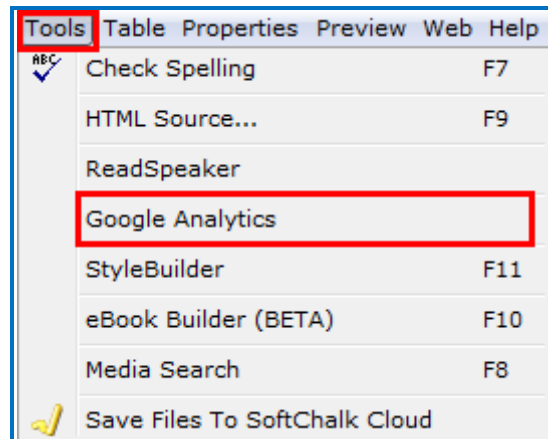 Tools Table Properties Preview Web Help
ABC Check Spelling F7
HTML Source... F9
ReadSpeaker
Google Analytics
StyleBuilder F11
eBook Builder (BETA) F10
Media Search F8
Save Files To SoftChalk Cloud